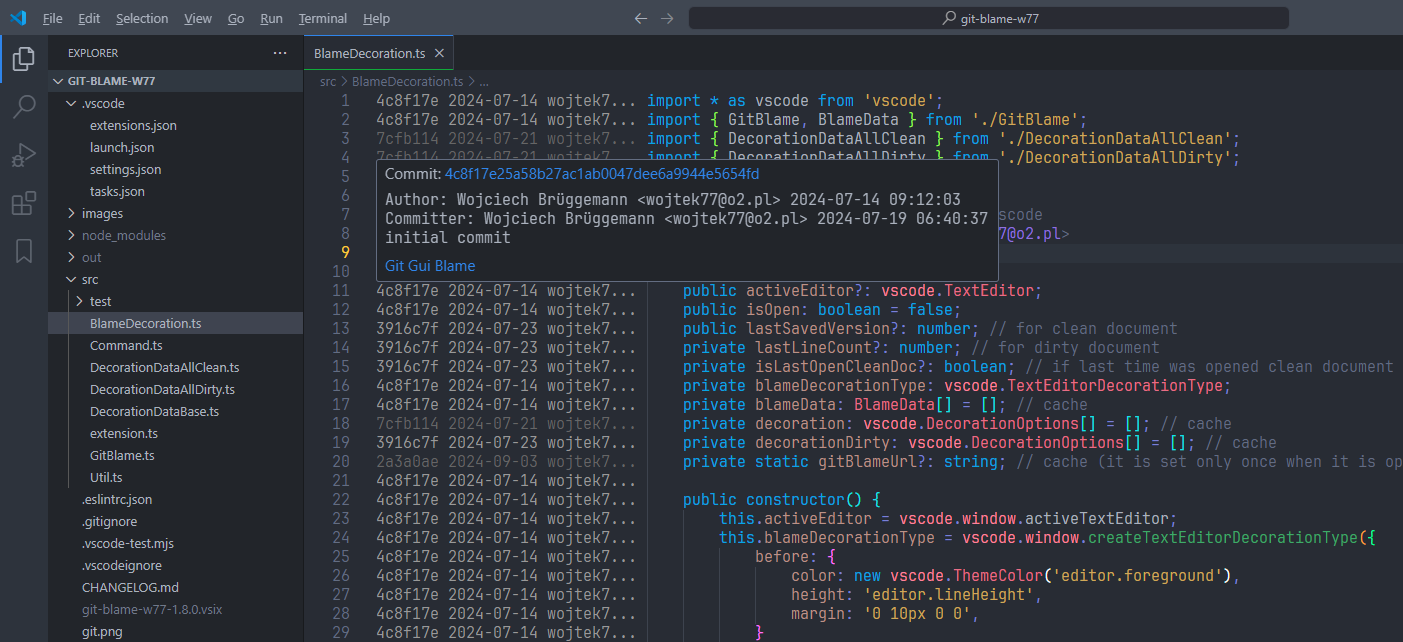 File Edit Selection View Go Run Terminal Help
git-blame-w77
EXPLORER
GIT-BLAME-W77
.vscode
extensions.json
launch.json
settings.json
tasks.json
images
node_modules
out
src
test
BlameDecoration.ts
Command.ts
DecorationDataAllClean.ts
DecorationDataAllDirty.ts
DecorationDataBase.ts
extension.ts
GitBlame.ts
Util.ts
.eslintrc.json
.gitignore
.vscode-test.mjs
.vscodeignore
CHANGELOG.md
git-blame-w77-1.8.0.vsix
git.png
BlameDecoration.ts
src > BlameDecoration.ts > ...
1 4c8f17e 2024-07-14 wojtek7... import * as vscode from 'vscode';
2 4c8f17e 2024-07-14 wojtek7... import { GitBlame, BlameData } from './GitBlame';
3 7cfb114 2024-07-21 wojtek7... import { DecorationDataAllClean } from './DecorationDataAllClean';
4 7cfb114 2024-07-21 wojtek7... import { DecorationDataAllDirty } from './DecorationDataAllDirty';
5
6
7 scode
8 7@o2.pl>
9
10
Commit: 4c8f17e25a58b27ac1ab0047dee6a9944e5654fd
Author: Wojciech Brüggemann <wojtek77@o2.pl> 2024-07-14 09:12:03
Committer: Wojciech Brüggemann <wojtek77@o2.pl> 2024-07-19 06:40:37
initial commit
Git Gui Blame
11 4c8f17e 2024-07-14 wojtek7... public activeEditor?: vscode.TextEditor;
12 4c8f17e 2024-07-14 wojtek7... public isOpen: boolean = false;
13 3916c7f 2024-07-23 wojtek7... public lastSavedVersion?: number; // for clean document
14 3916c7f 2024-07-23 wojtek7... private lastLineCount?: number; // for dirty document
15 3916c7f 2024-07-23 wojtek7... private isLastOpenCleanDoc?: boolean; // if last time was opened clean document
16 4c8f17e 2024-07-14 wojtek7... private blameDecorationType: vscode.TextEditorDecorationType;
17 4c8f17e 2024-07-14 wojtek7... private blameData: BlameData[] = []; // cache
18 7cfb114 2024-07-21 wojtek7... private decoration: vscode.DecorationOptions[] = []; // cache
19 3916c7f 2024-07-23 wojtek7... private decorationDirty: vscode.DecorationOptions[] = []; // cache
20 2a3a0ae 2024-09-03 wojtek7... private static gitBlameUrl?: string; // cache (it is set only once when it is op
21 4c8f17e 2024-07-14 wojtek7...
22 4c8f17e 2024-07-14 wojtek7... public constructor() {
23 4c8f17e 2024-07-14 wojtek7... this.activeEditor = vscode.window.activeTextEditor;
24 4c8f17e 2024-07-14 wojtek7... this.blameDecorationType = vscode.window.createTextEditorDecorationType({
25 4c8f17e 2024-07-14 wojtek7... before: {
26 4c8f17e 2024-07-14 wojtek7... color: new vscode.ThemeColor('editor.foreground'),
27 4c8f17e 2024-07-14 wojtek7... height: 'editor.lineHeight',
28 4c8f17e 2024-07-14 wojtek7... margin: '0 10px 0 0',
29 4c8f17e 2024-07-14 wojtek7... }